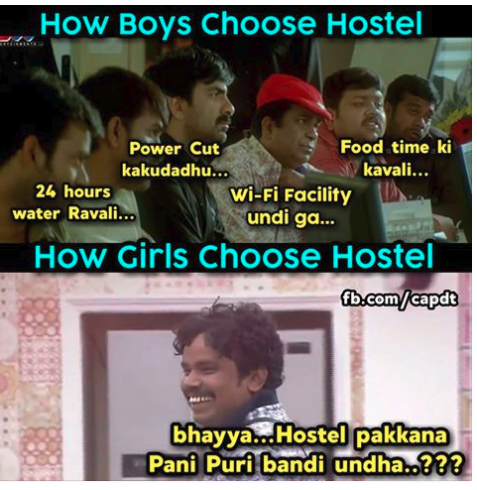 How Boys Choose Hostel
Power Cut
kakudadhu...
Food time ki
kavali...
24 hours
water Ravali...
Wi-Fi Facility
undi ga...
How Girls Choose Hostel
fb.com/capdt
bhayya...Hostel pakkana
Pani Puri bandi undha..???